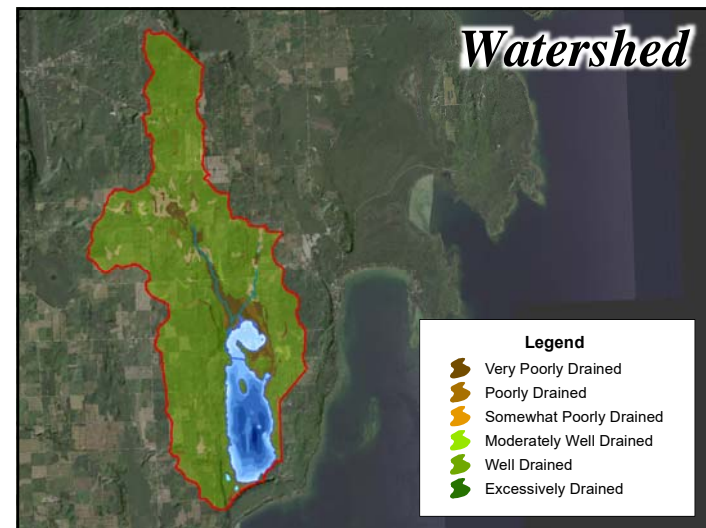 Watershed
Legend
Very Poorly Drained
Poorly Drained
Somewhat Poorly Drained
Moderately Well Drained
Well Drained
Excessively Drained